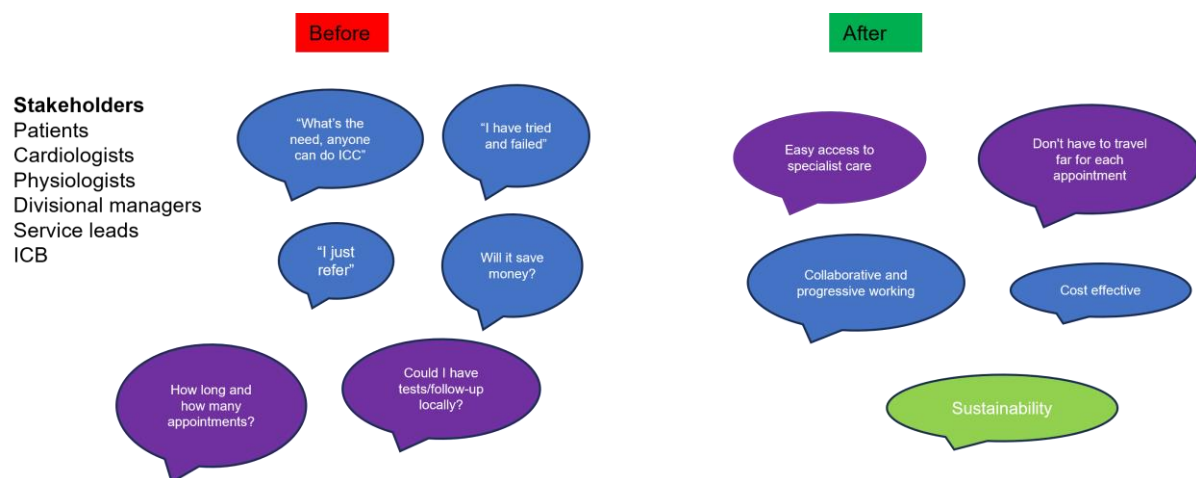 Before
After
Stakeholders
Patients
Cardiologists
Physiologists
Divisional managers
Service leads
ICB
“What’s the
need, anyone
can do ICC”
“I have tried
and failed”
“I just
refer”
Will it save
money?
How long and
how many
appointments?
Could I have
tests/follow-up
locally?
Easy access to
specialist care
Don't have to travel
far for each
appointment
Collaborative and
progressive working
Cost effective
Sustainability